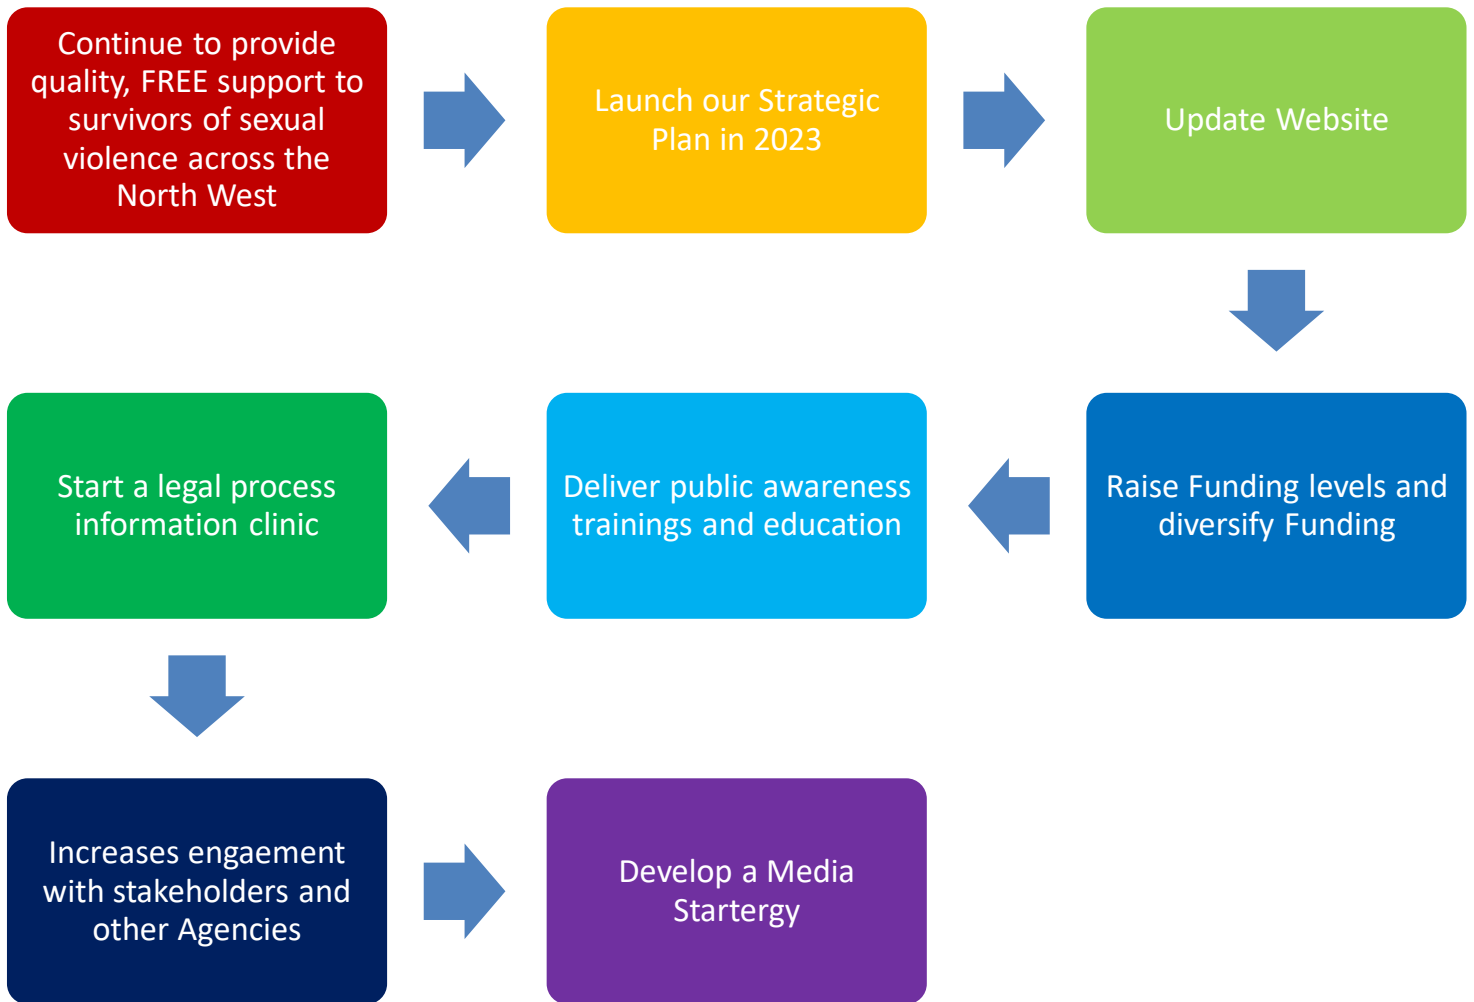 Continue to provide
quality, FREE support to
survivors of sexual
violence across the
North West
Launch our Strategic
Plan in 2023
Update Website
Raise Funding levels and
diversify Funding
Deliver public awareness
trainings and education
Start a legal process
information clinic
Increases engaement
with stakeholders and
other Agencies
Develop a Media
Startergy